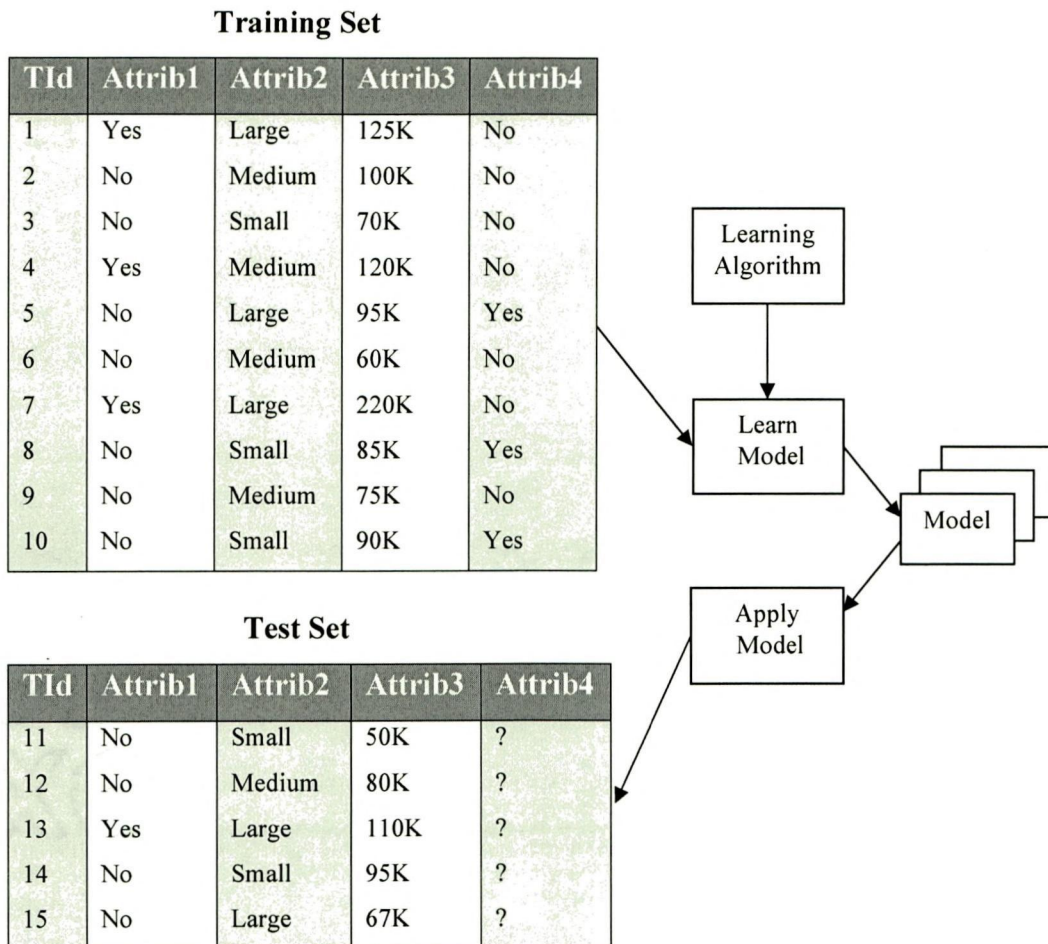 Training Set
TId Attrib1 Attrib2 Attrib3 Attrib4
1 Yes Large 125K No
2 No Medium 100K No
3 No Small 70K No
4 Yes Medium 120K No
5 No Large 95K Yes
6 No Medium 60K No
7 Yes Large 220K No
8 No Small 85K Yes
9 No Medium 75K No
10 No Small 90K Yes
Learning
Algorithm
Learn
Model
Model
Apply
Model
Test Set
TId Attrib1 Attrib2 Attrib3 Attrib4
11 No Small 50K ?
12 No Medium 80K ?
13 Yes Large 110K ?
14 No Small 95K ?
15 No Large 67K ?